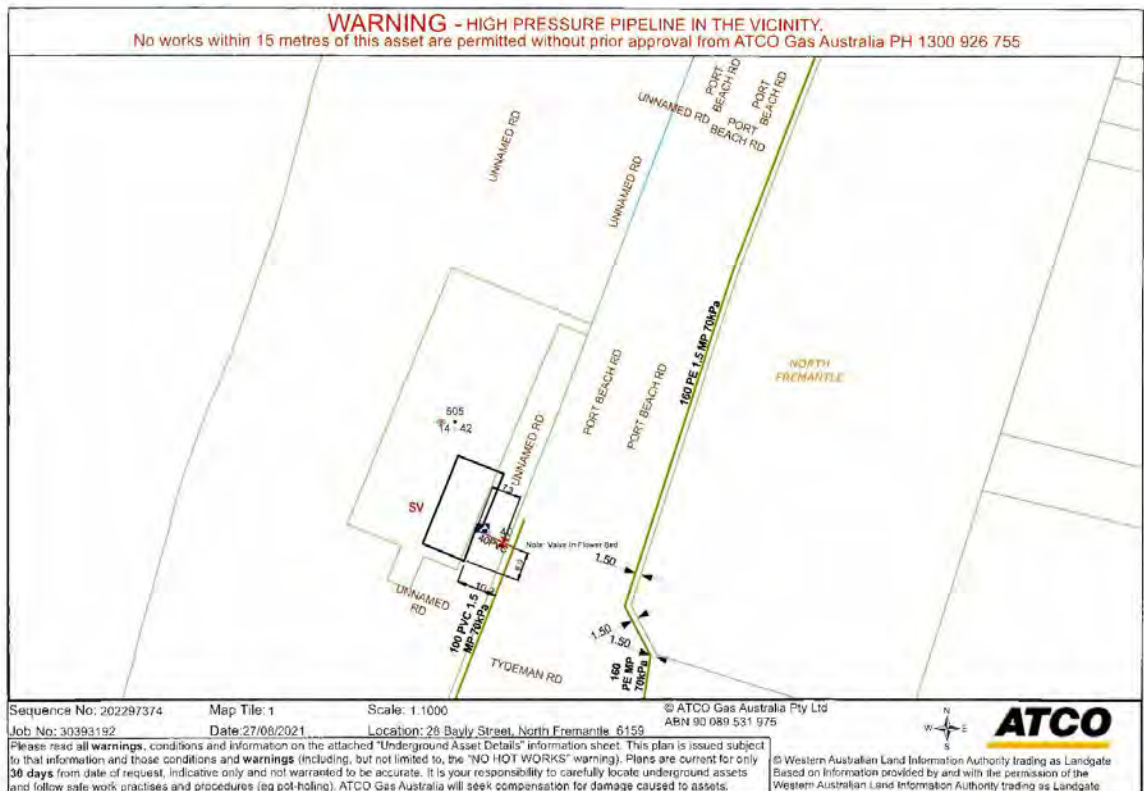 WARNING - HIGH PRESSURE PIPELINE IN THE VICINITY.
No works within 15 metres of this asset are permitted without prior approval from ATCO Gas Australia PH 1300 926 755
PORT
BEACH RD
PORT
BEACH RD
UNNAMED RD
PORT
BEACH RD
UNNAMED RD
UNNAMED RD
160 PE 1.5 MP 70kPa
NORTH
FREMANTLE
PORT BEACH RD
PORT BEACH RD
UNNAMED RD
505
14 - 42
SV
Note: Valve in Flower Bed
1.50
UNNAMED
RD
100 PVC 1.5
MP 70kPa
1.50
1.50
TYDEMAN RD
160
PE MP
70kPa
Sequence No: 202297374 Map Tile: 1 Scale: 1:1000 © ATCO Gas Australia Pty Ltd
ABN 90 089 531 975
Job No: 30393192 Date:27/08/2021 Location: 28 Bayly Street, North Fremantle 6159
N
W E
S
ATCO
Please read all warnings, conditions and information on the attached "Underground Asset Details" information sheet. This plan is issued subject
to that information and those conditions and warnings (including, but not limited to, the "NO HOT WORKS" warning). Plans are current for only
30 days from date of request, indicative only and not warranted to be accurate. It is your responsibility to carefully locate underground assets
and follow safe work practises and procedures (eg pot-holing). ATCO Gas Australia will seek compensation for damage caused to assets.
© Western Australian Land Information Authority trading as Landgate
Based on information provided by and with the permission of the
Western Australian Land Information Authority trading as Landgate